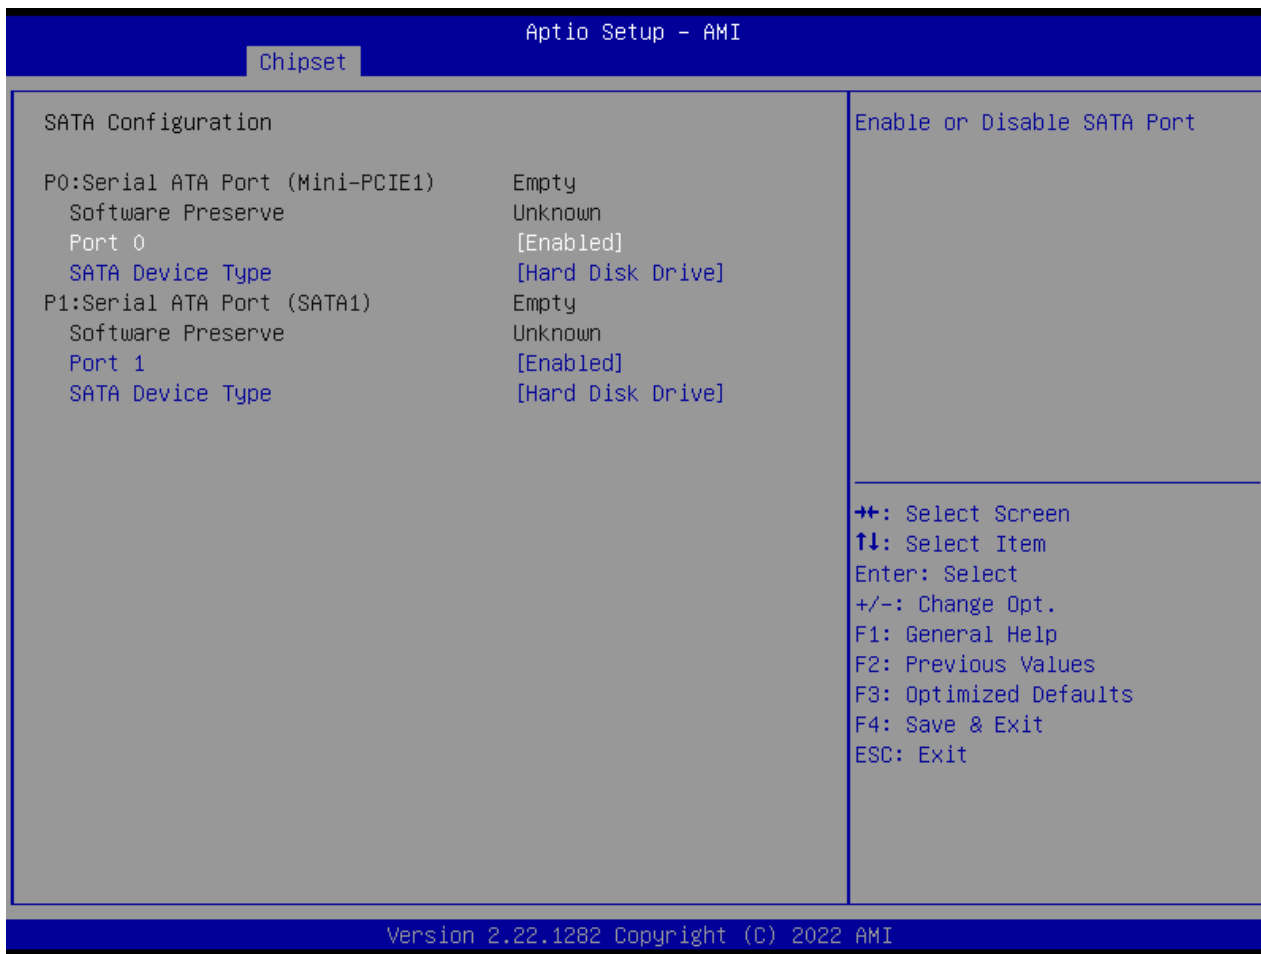 Aptio Setup – AMI
Chipset
SATA Configuration
P0:Serial ATA Port (Mini-PCIE1) Empty
Software Preserve Unknown
Port 0 [Enabled]
SATA Device Type [Hard Disk Drive]
P1:Serial ATA Port (SATA1) Empty
Software Preserve Unknown
Port 1 [Enabled]
SATA Device Type [Hard Disk Drive]
Enable or Disable SATA Port
→←: Select Screen
↑↓: Select Item
Enter: Select
+/-: Change Opt.
F1: General Help
F2: Previous Values
F3: Optimized Defaults
F4: Save & Exit
ESC: Exit
Version 2.22.1282 Copyright (C) 2022 AMI